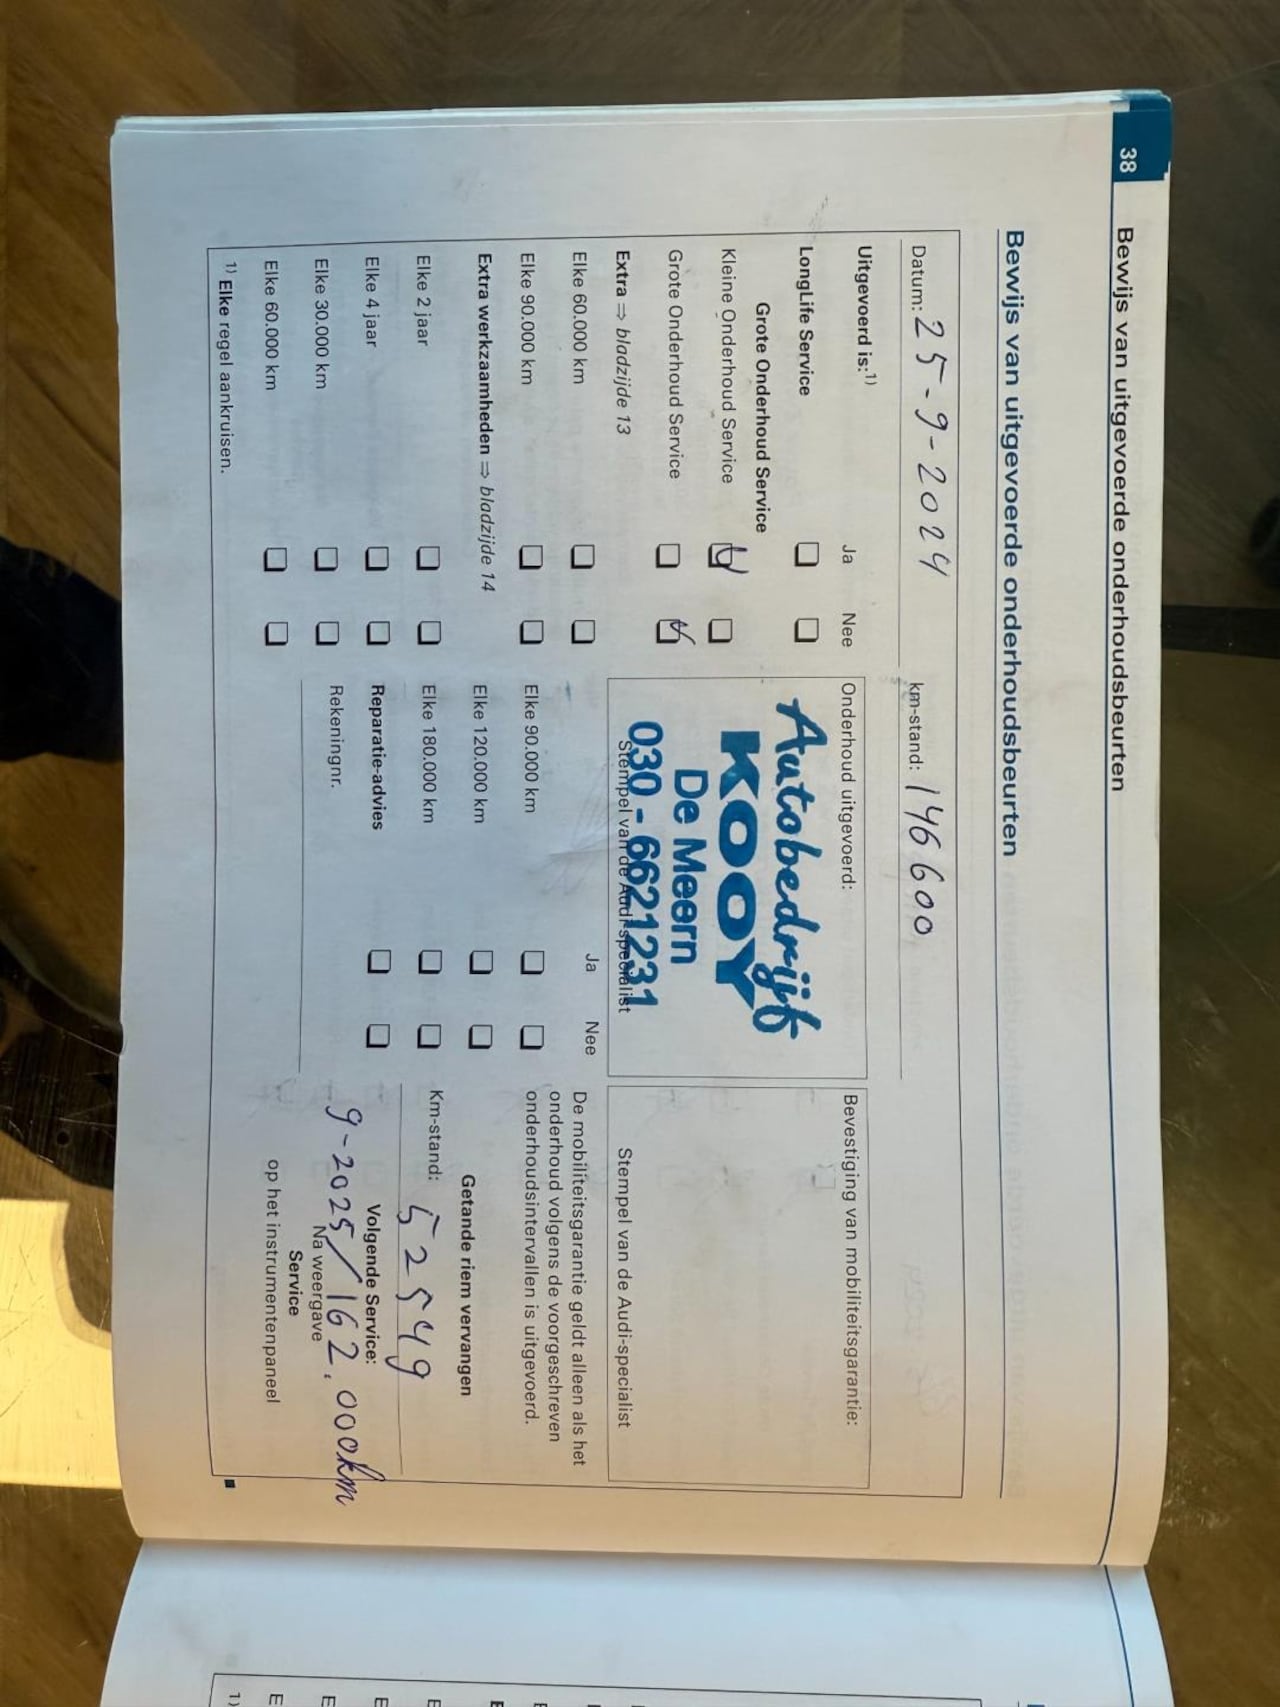 38
Bewijs van uitgevoerde onderhoudsbeurten
Bewijs van uitgevoerde onderhoudsbeurten
Datum: 25-9-2024
km-stand: 146600
Uitgevoerd is:1)
Ja Nee
LongLife Service
Grote Onderhoud Service
Kleine Onderhoud Service
Grote Onderhoud Service
Extra ⇒ bladzijde 13
Elke 60.000 km
Elke 90.000 km
Extra werkzaamheden ⇒ bladzijde 14
Elke 2 jaar
Elke 4 jaar
Elke 30.000 km
Elke 60.000 km
1) Elke regel aankruisen.
Onderhoud uitgevoerd:
Autobedrijf
KOOY
De Meern
030-6621231
Stempel van de Audi-specialist
Ja Nee
Elke 90.000 km
Elke 120.000 km
Elke 180.000 km
Reparatie-advies
Rekeningnr.
Bevestiging van mobiliteitsgarantie:
Stempel van de Audi-specialist
De mobiliteitsgarantie geldt alleen als het
onderhoud volgens de voorgeschreven
onderhoudsintervallen is uitgevoerd.
Getande riem vervangen
Km-stand: 52549
Volgende Service:
9-2025/162.000km
Na weergave
Service
op het instrumentenpaneel
E
E
E
E
1)